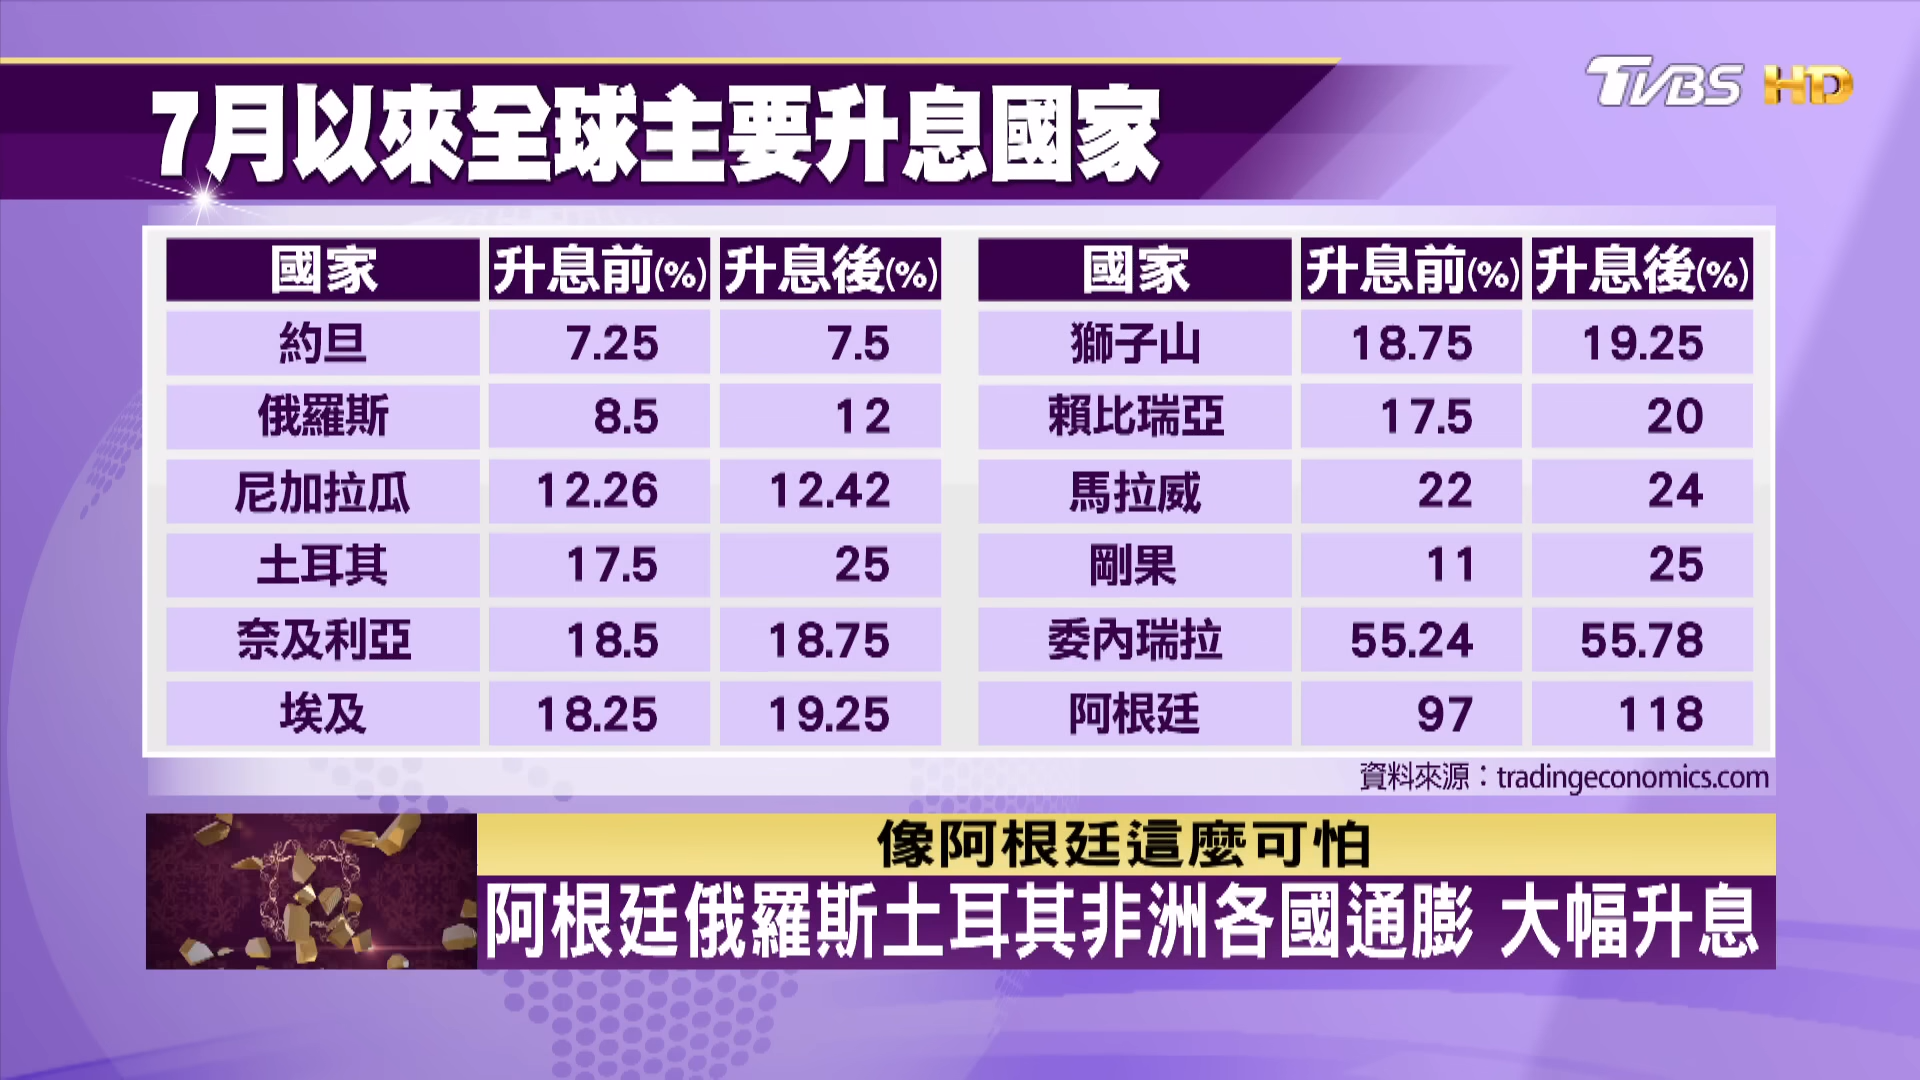 TVBS HD
7月以來全球主要升息國家
國家 升息前(%) 升息後(%) 國家 升息前(%) 升息後(%)
約旦 7.25 7.5 獅子山 18.75 19.25
俄羅斯 8.5 12 賴比瑞亞 17.5 20
尼加拉瓜 12.26 12.42 馬拉威 22 24
土耳其 17.5 25 剛果 11 25
奈及利亞 18.5 18.75 委內瑞拉 55.24 55.78
埃及 18.25 19.25 阿根廷 97 118
資料來源：tradingeconomics.com
像阿根廷這麼可怕
阿根廷俄羅斯土耳其非洲各國通膨 大幅升息